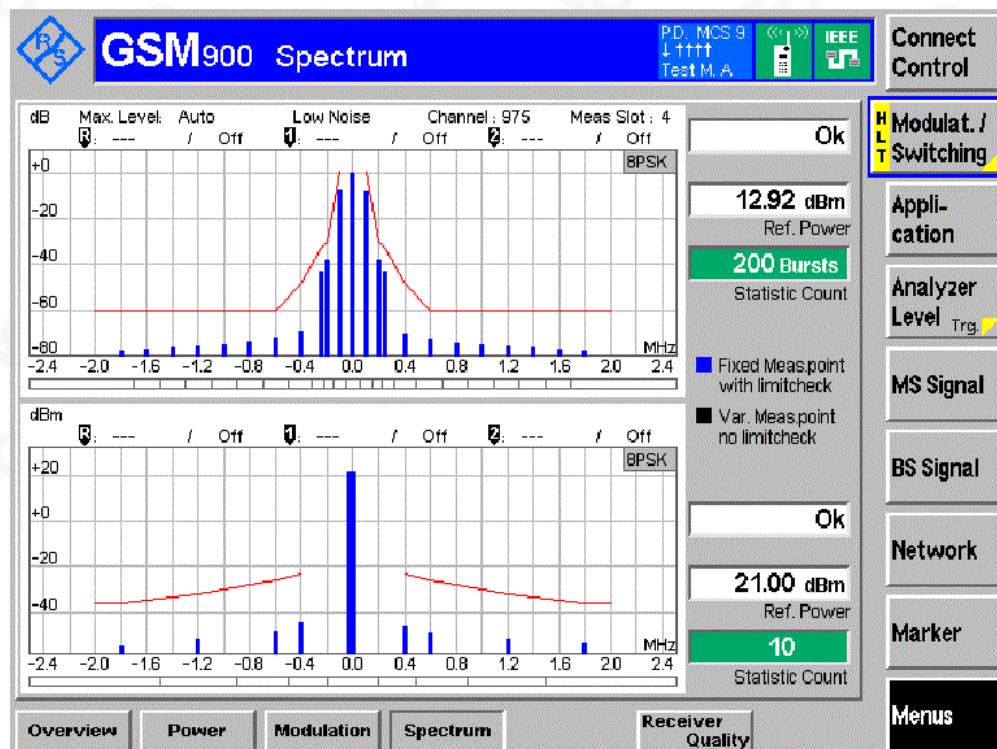 R/S
GSM900 Spectrum
P.D. MCS 9
Test M. A
IEEE
Connect
Control
HLT
Modulat. /
Switching
Appli-
cation
Analyzer
Level Trg.
MS Signal
BS Signal
Network
Marker
Menus
dB Max. Level: Auto Low Noise Channel : 975 Meas Slot : 4
R: --- / Off 1: --- / Off 2: --- / Off
8PSK
+0
-20
-40
-60
-80
MHz
-2.4 -2.0 -1.6 -1.2 -0.8 -0.4 0.0 0.4 0.8 1.2 1.6 2.0 2.4
Ok
12.92 dBm
Ref. Power
200 Bursts
Statistic Count
Fixed Meas.point
with limitcheck
Var. Meas.point
no limitcheck
dBm
R: --- / Off 1: --- / Off 2: --- / Off
8PSK
+20
+0
-20
-40
MHz
-2.4 -2.0 -1.6 -1.2 -0.8 -0.4 0.0 0.4 0.8 1.2 1.6 2.0 2.4
Ok
21.00 dBm
Ref. Power
10
Statistic Count
Overview Power Modulation Spectrum Receiver
Quality